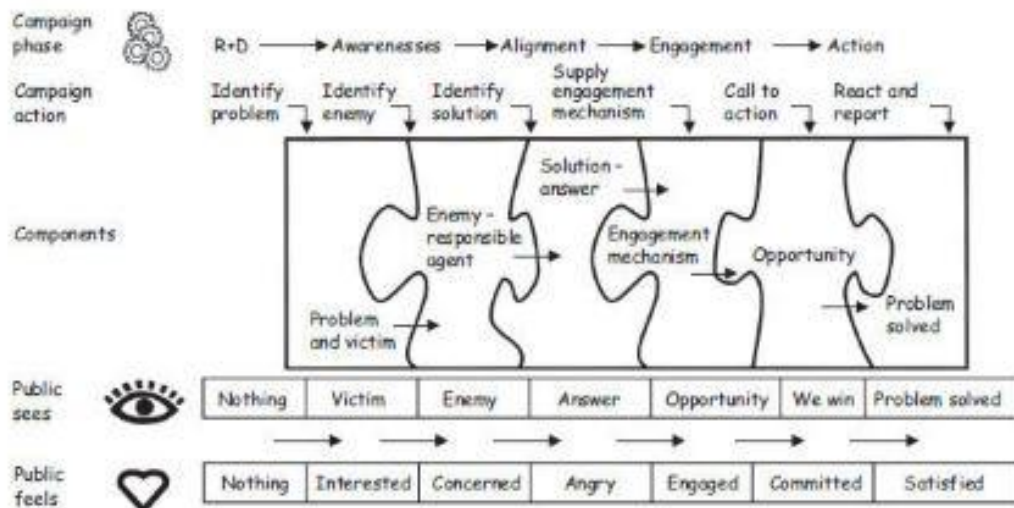 Campaign
phase
R+D Awarenesses Alignment Engagement Action
Campaign
action
Identify
problem
Identify
enemy
Identify
solution
Supply
engagement
mechanism
Call to
action
React and
report
Components
Problem
and victim
Enemy -
responsible
agent
Solution -
answer
Engagement
mechanism
Opportunity
Problem
solved
Public
sees
Nothing Victim Enemy Answer Opportunity We win Problem solved
Public
feels
Nothing Interested Concerned Angry Engaged Committed Satisfied